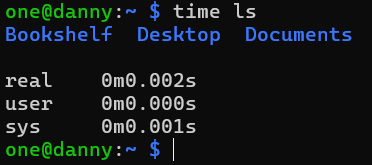 one@danny:~ $ time ls
Bookshelf  Desktop  Documents

real    0m0.002s
user    0m0.000s
sys     0m0.001s
one@danny:~ $